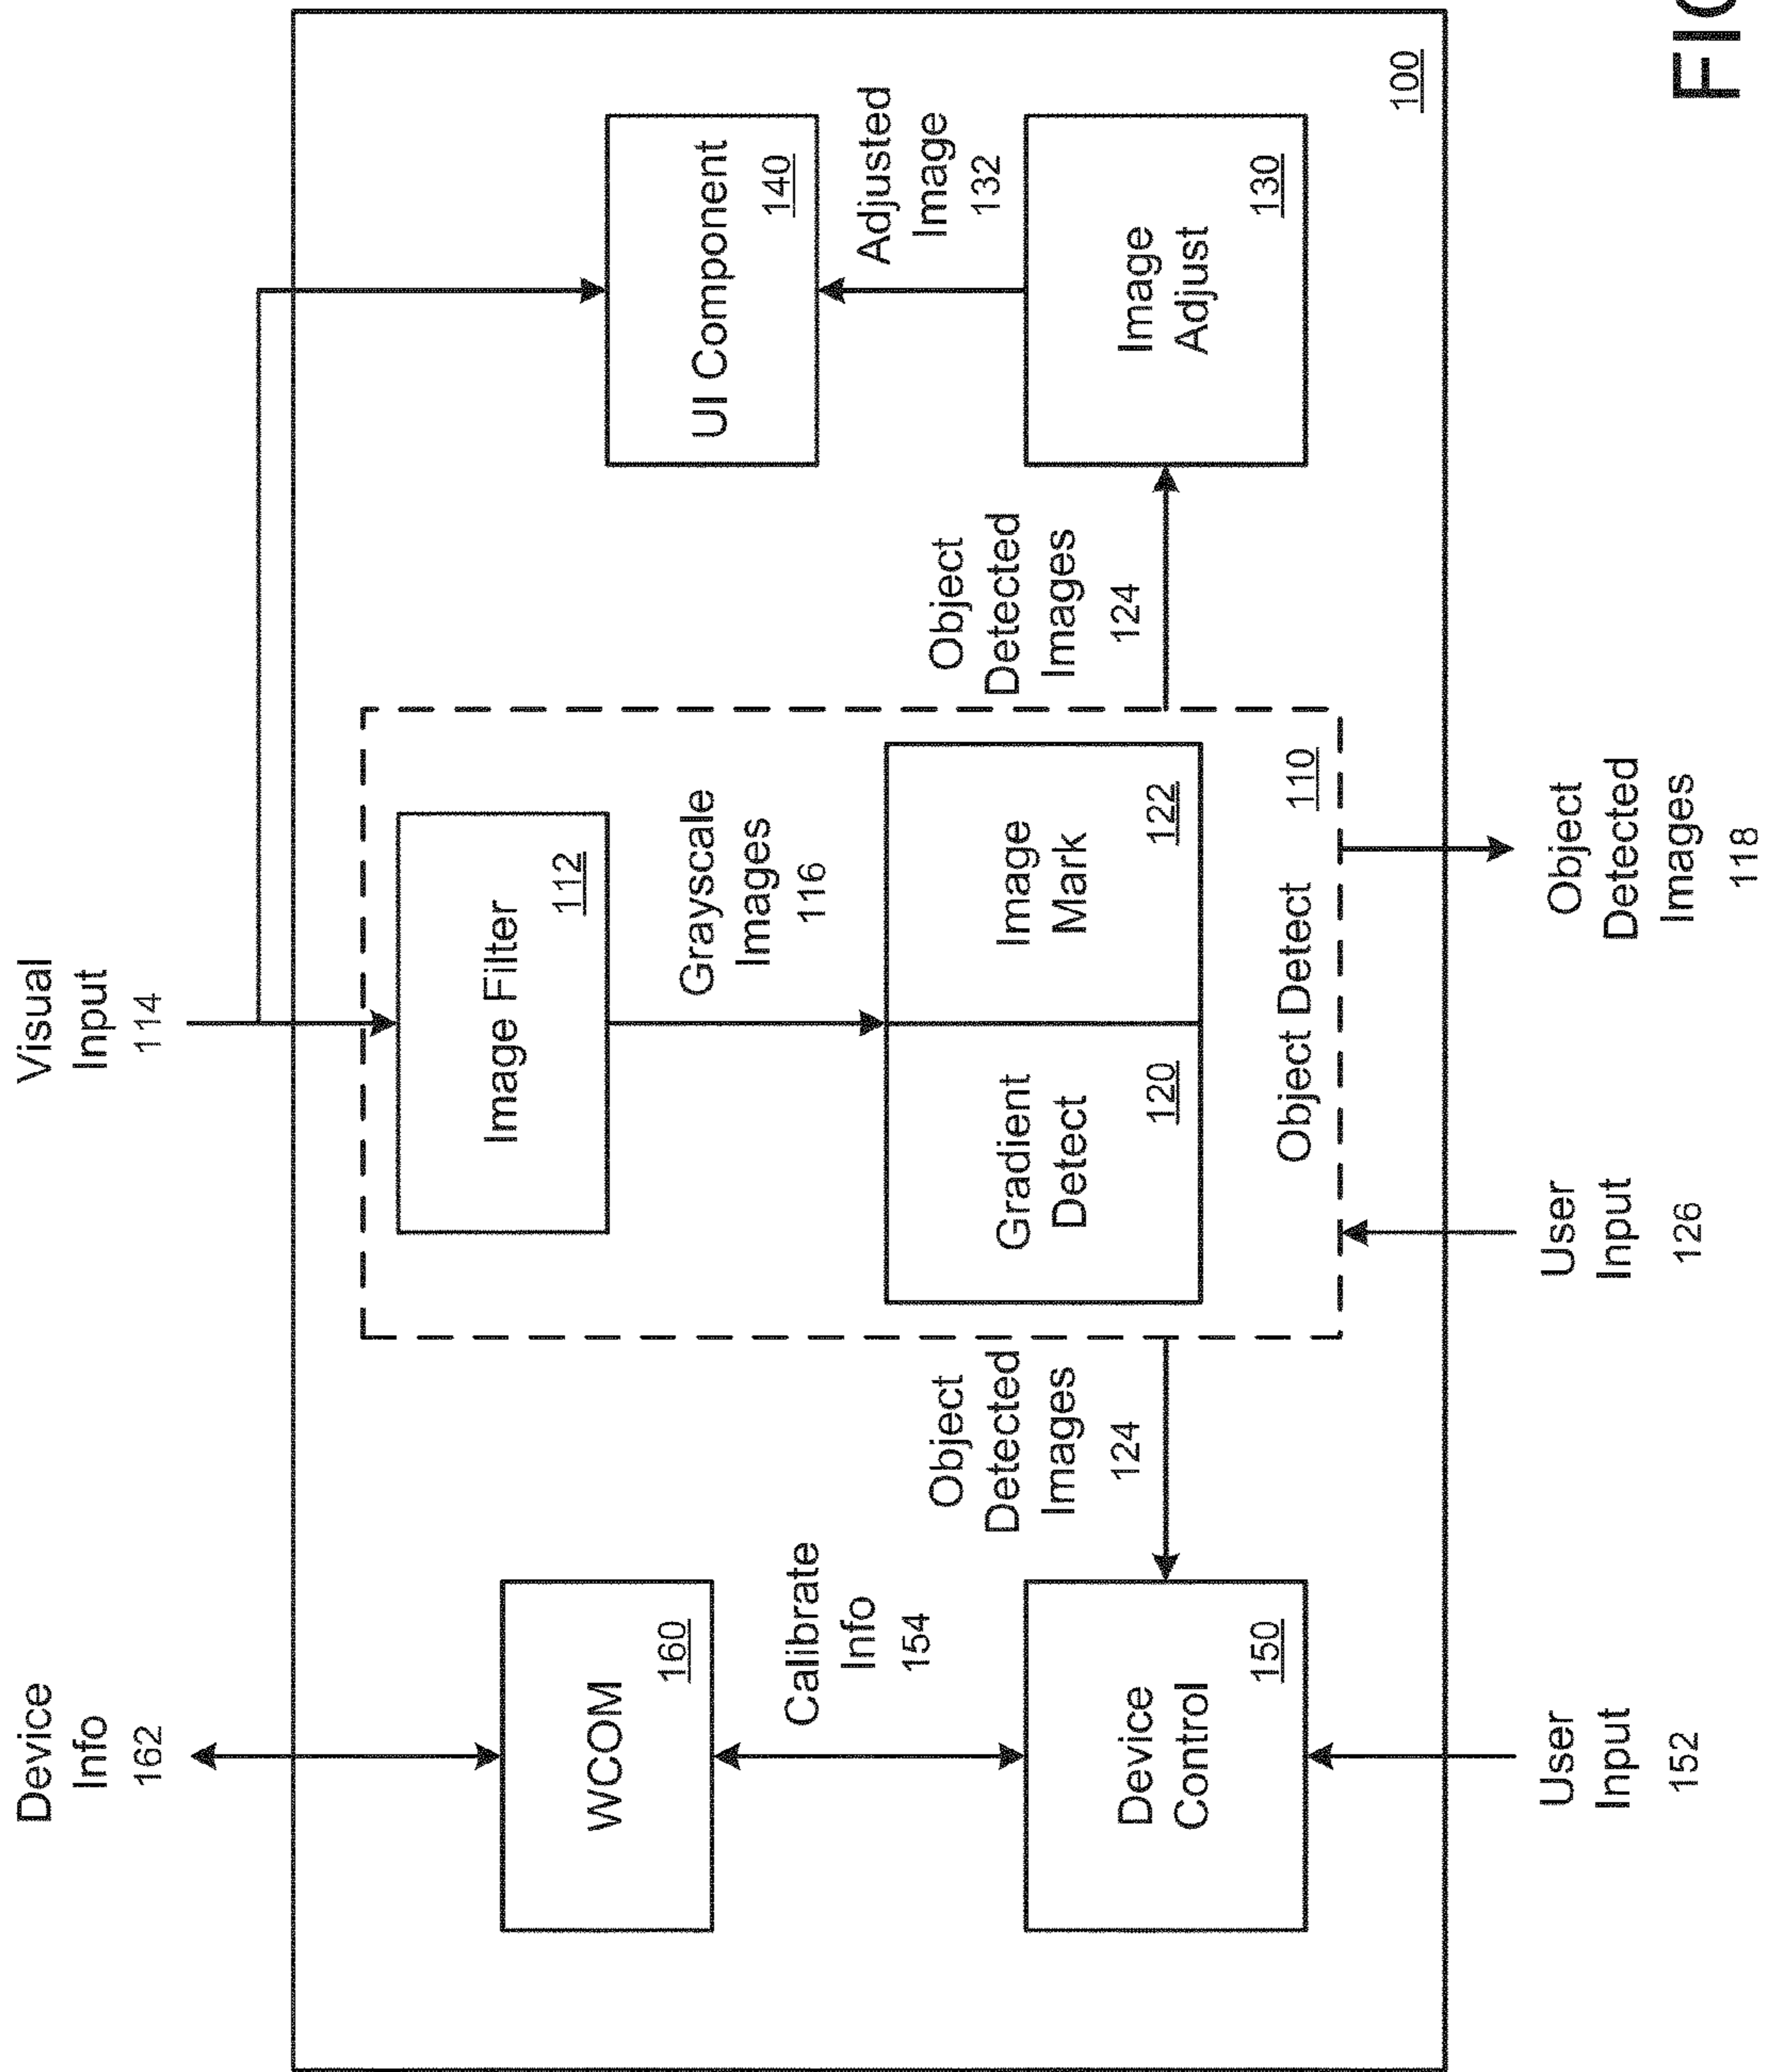 Device
Info
162
Visual
Input
114
WCOM
160
Calibrate
Info
154
Device
Control
150
User
Input
152
Object
Detected
Images
124
Image Filter
112
Grayscale
Images
116
Gradient
Detect
120
Image
Mark
122
Object Detect
110
User
Input
126
Object
Detected
Images
118
Object
Detected
Images
124
UI Component
140
Adjusted
Image
132
Image
Adjust
130
100
FIG